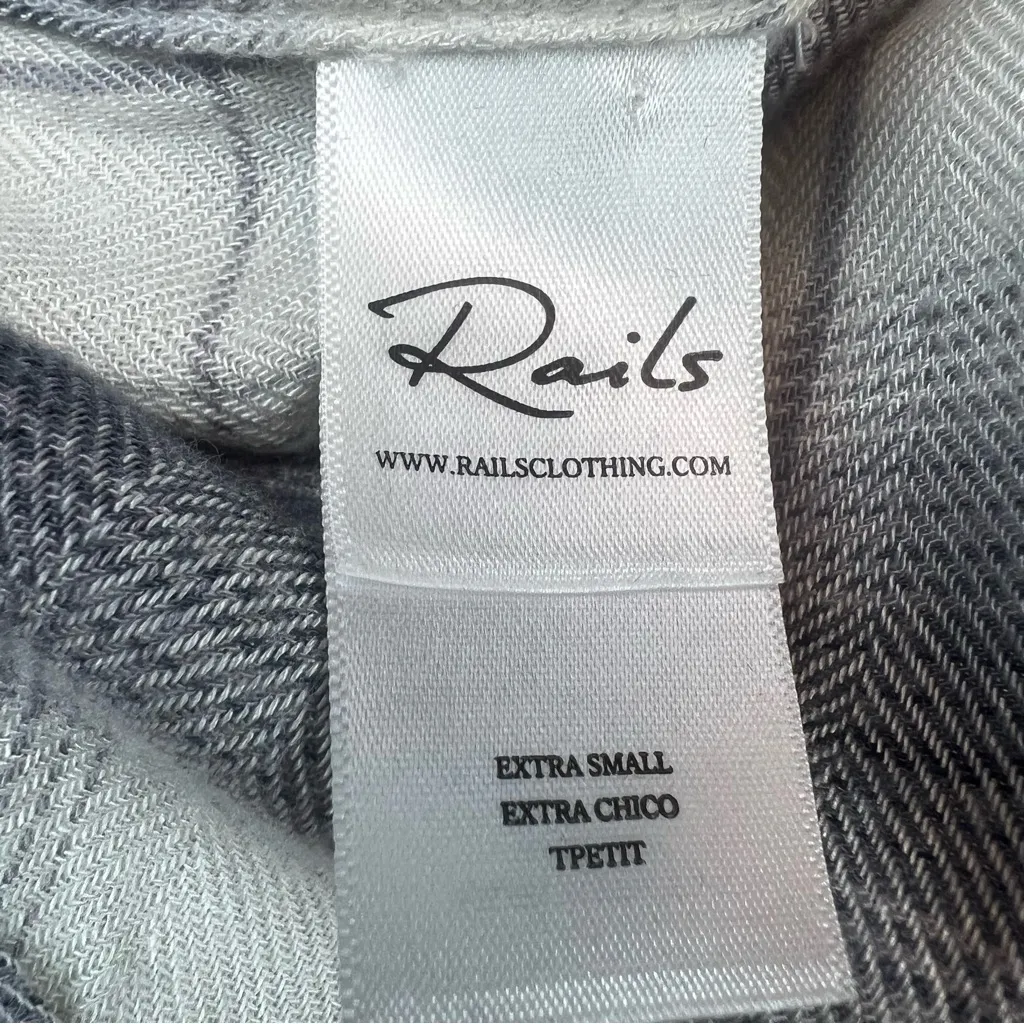 Rails
WWW.RAILSCLOTHING.COM
EXTRA SMALL
EXTRA CHICO
TPETIT